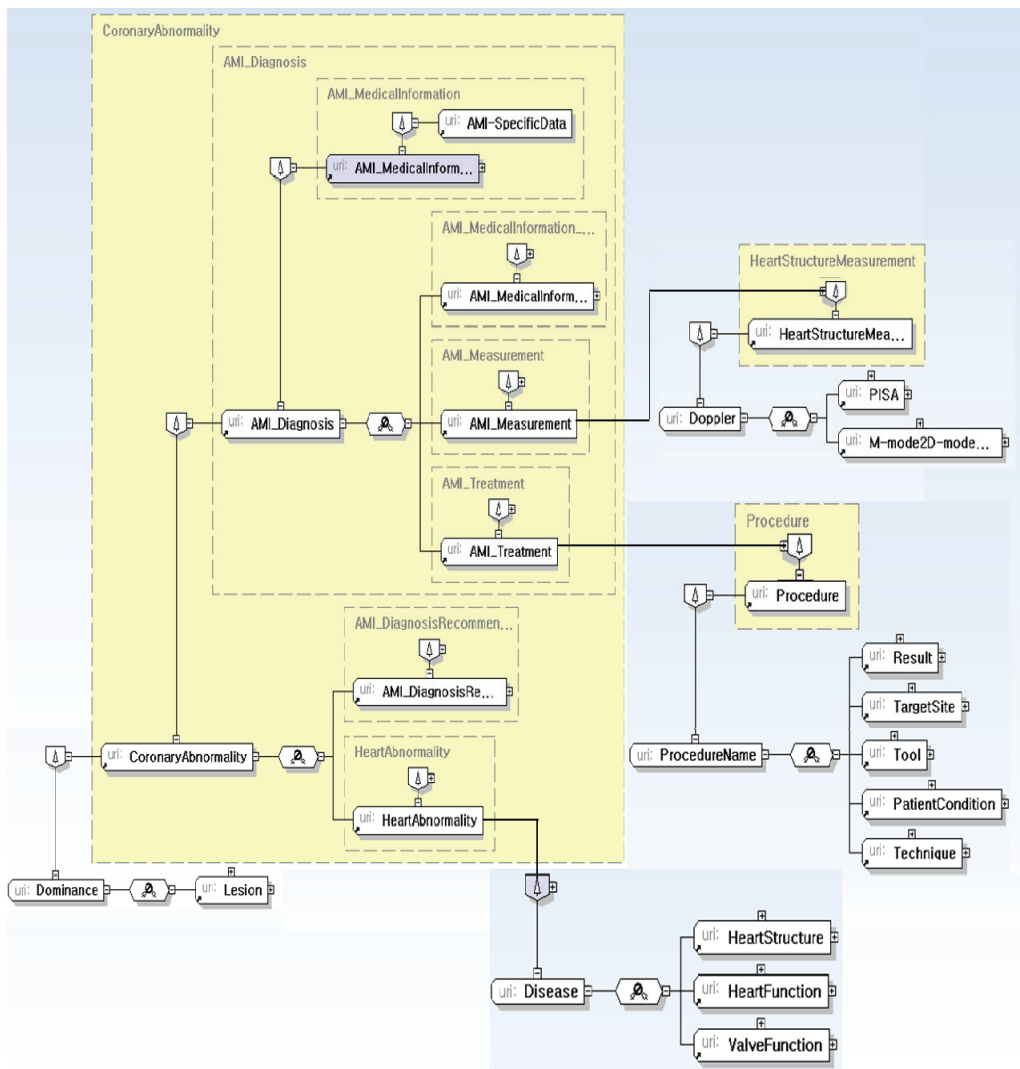 CoronaryAbnormality
AMI_Diagnosis
AMI_MedicalInformation
uri: AMI-SpecificData
uri: AMI_MedicalInform...
AMI_MedicalInformation_...
uri: AMI_MedicalInform...
HeartStructureMeasurement
uri: HeartStructureMea...
AMI_Measurement
uri: PISA
uri: AMI_Diagnosis
uri: AMI_Measurement
uri: Doppler
uri: M-mode2D-mode...
AMI_Treatment
uri: AMI_Treatment
Procedure
uri: Procedure
AMI_DiagnosisRecommen...
uri: AMI_DiagnosisRe...
uri: Result
uri: TargetSite
HeartAbnormality
uri: CoronaryAbnormality
uri: ProcedureName
uri: Tool
uri: HeartAbnormality
uri: PatientCondition
uri: Technique
uri: Dominance
uri: Lesion
uri: HeartStructure
uri: Disease
uri: HeartFunction
uri: ValveFunction